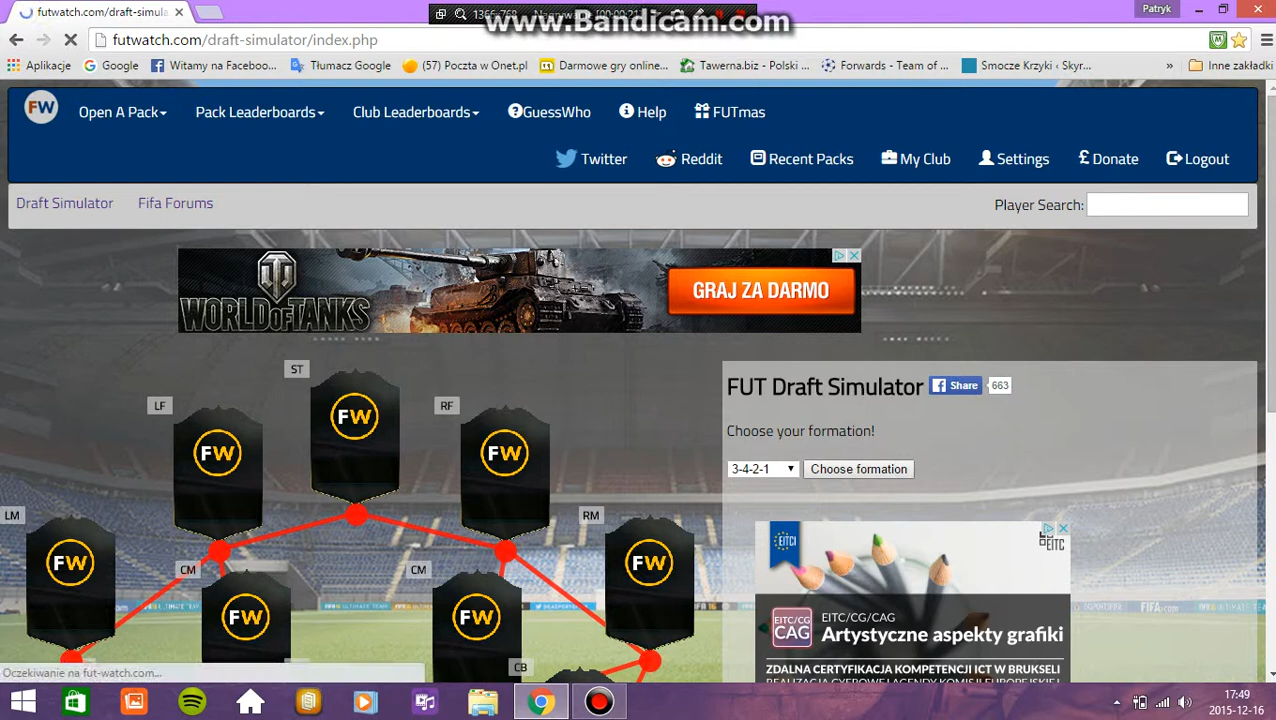 futwatch.com/draft-simula
www.Bandicam.com
Patryk
futwatch.com/draft-simulator/index.php
Aplikacje
Google
Witamy na Faceboo...
Tłumacz Google
(57) Poczta w Onet.pl
Darmowe gry online...
Tawerna.biz - Polski ...
Forwards - Team of ...
Smocze Krzyki « Skyr...
»
Inne zakładki
FW
Open A Pack
Pack Leaderboards
Club Leaderboards
GuessWho
Help
FUTmas
Twitter
Reddit
Recent Packs
My Club
Settings
Donate
Logout
Draft Simulator
Fifa Forums
Player Search:
WORLD OF TANKS
GRAJ ZA DARMO
ST
FW
LF
FW
RF
FW
LM
FW
CM
FW
CM
FW
RM
FW
CB
FUT Draft Simulator
Share
663
Choose your formation!
3-4-2-1
Choose formation
EITCI
EITC
EITC/CG CAG
EITC/CG/CAG
Artystyczne aspekty grafiki
ZDALNA CERTYFIKACJA KOMPETENCJI ICT W BRUKSELI
Oczekiwanie na fut-watch.com...
17:49
2015-12-16